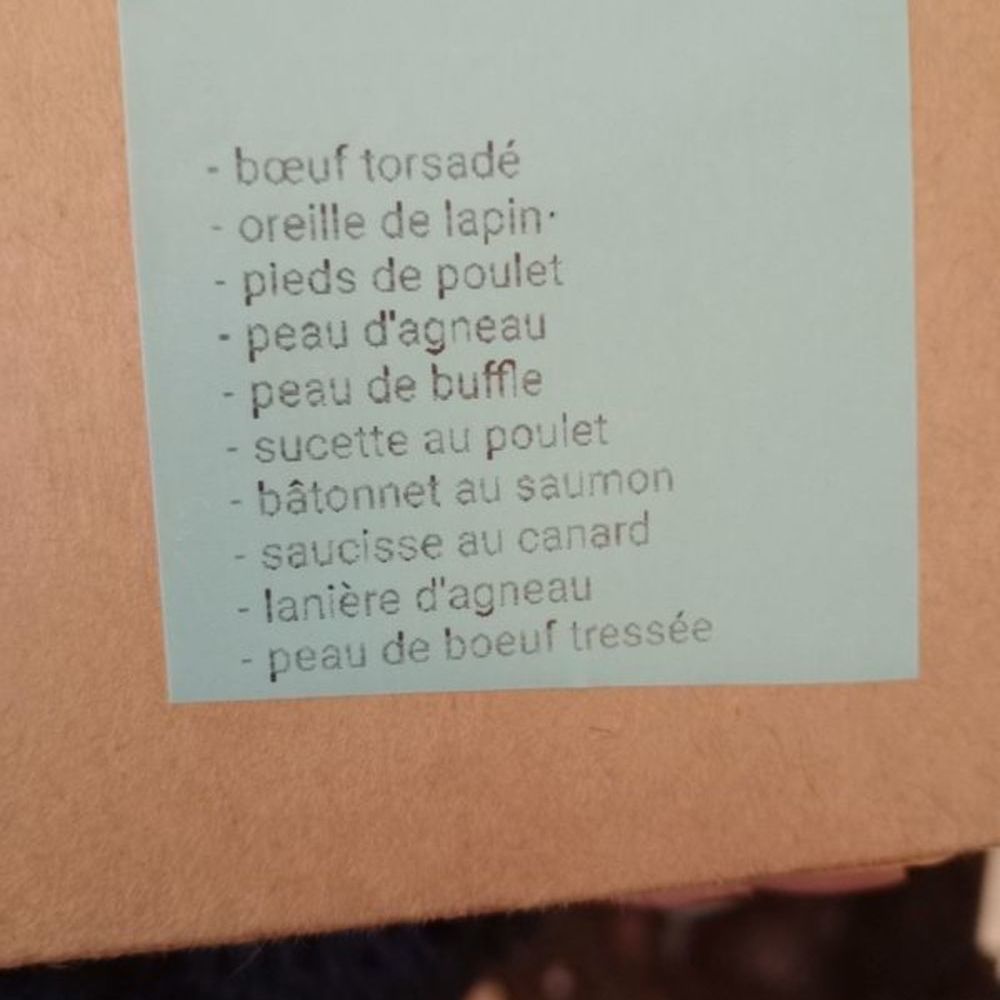 - bœuf torsadé
- oreille de lapin·
- pieds de poulet
- peau d'agneau
- peau de buffle
- sucette au poulet
- bâtonnet au saumon
- saucisse au canard
- lanière d'agneau
- peau de boeuf tressée